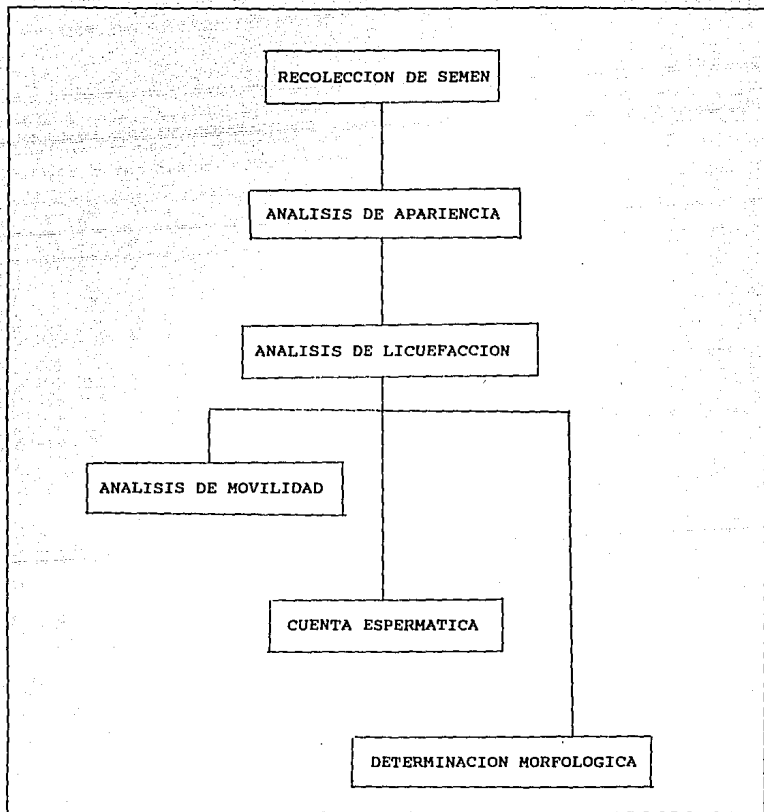 RECOLECCION DE SEMEN
ANALISIS DE APARIENCIA
ANALISIS DE LICUEFACCION
ANALISIS DE MOVILIDAD
CUENTA ESPERMATICA
DETERMINACION MORFOLOGICA